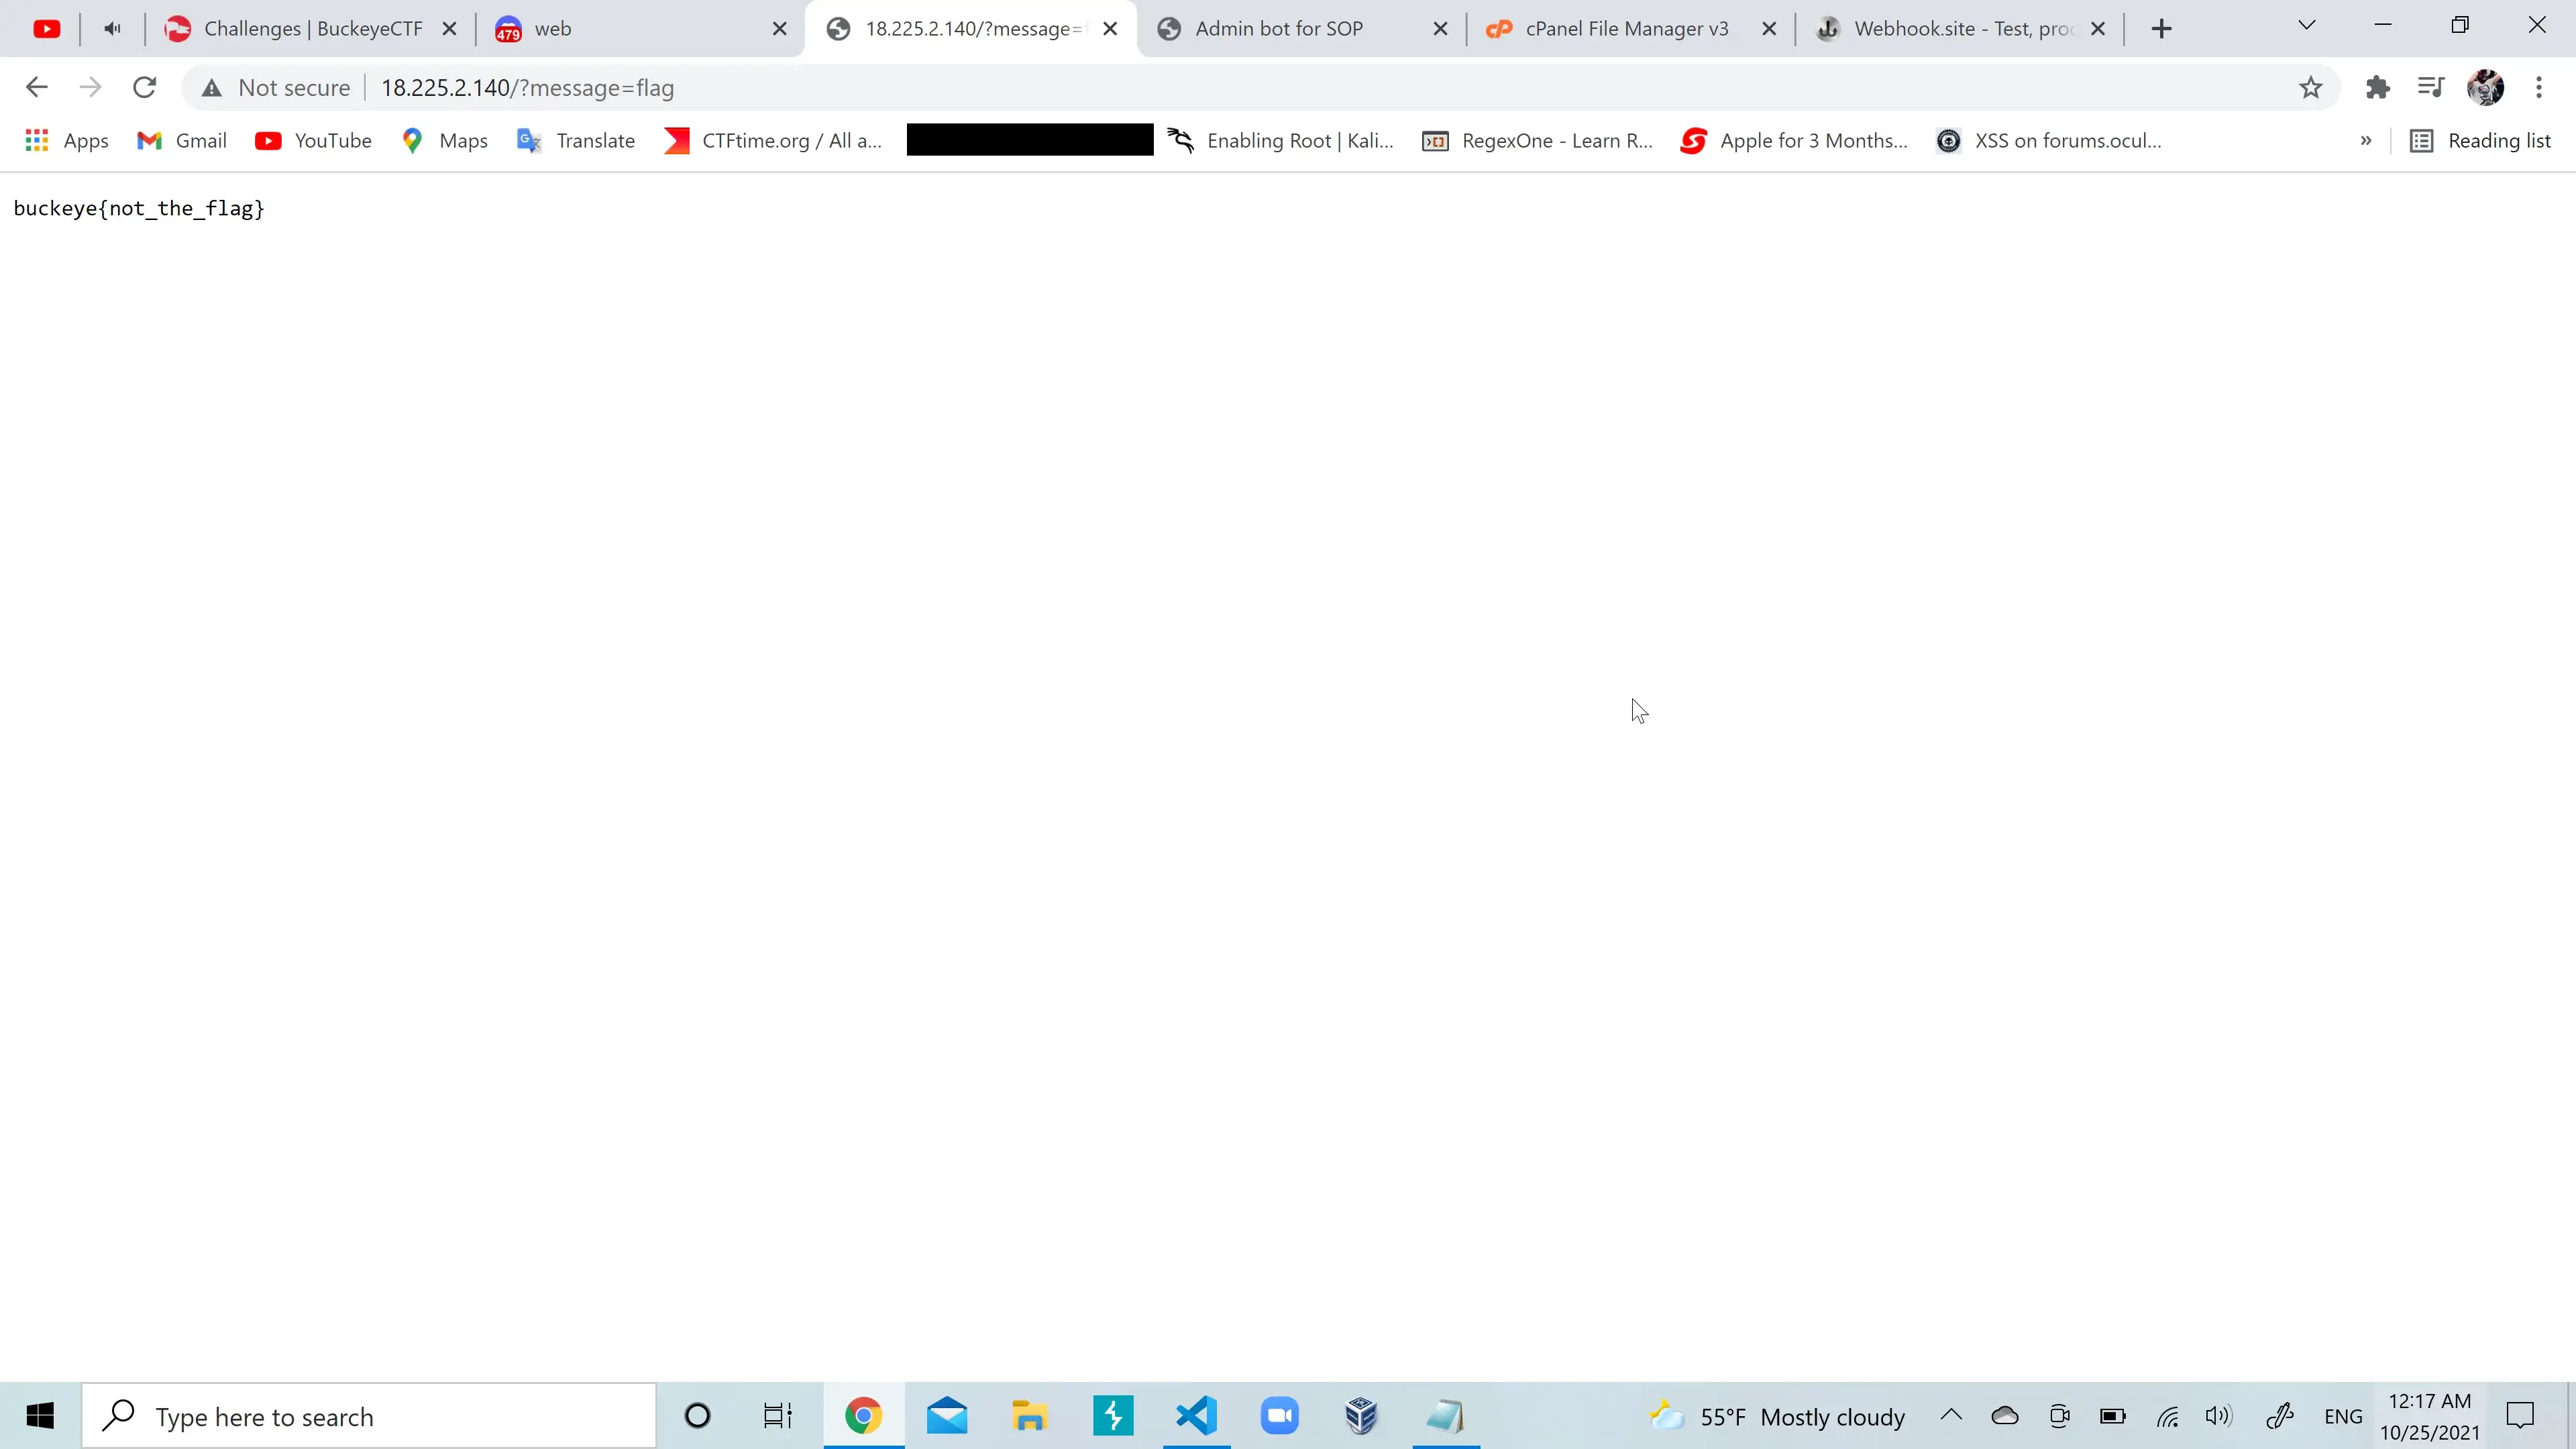 Challenges | BuckeyeCTF
479 web
18.225.2.140/?message=
Admin bot for SOP
cPanel File Manager v3
Webhook.site - Test, proc
Not secure 18.225.2.140/?message=flag
Apps Gmail YouTube Maps Translate CTFtime.org / All a... Enabling Root | Kali... RegexOne - Learn R... Apple for 3 Months... XSS on forums.ocul... » Reading list
buckeye{not_the_flag}
Type here to search
55°F Mostly cloudy
ENG
12:17 AM
10/25/2021